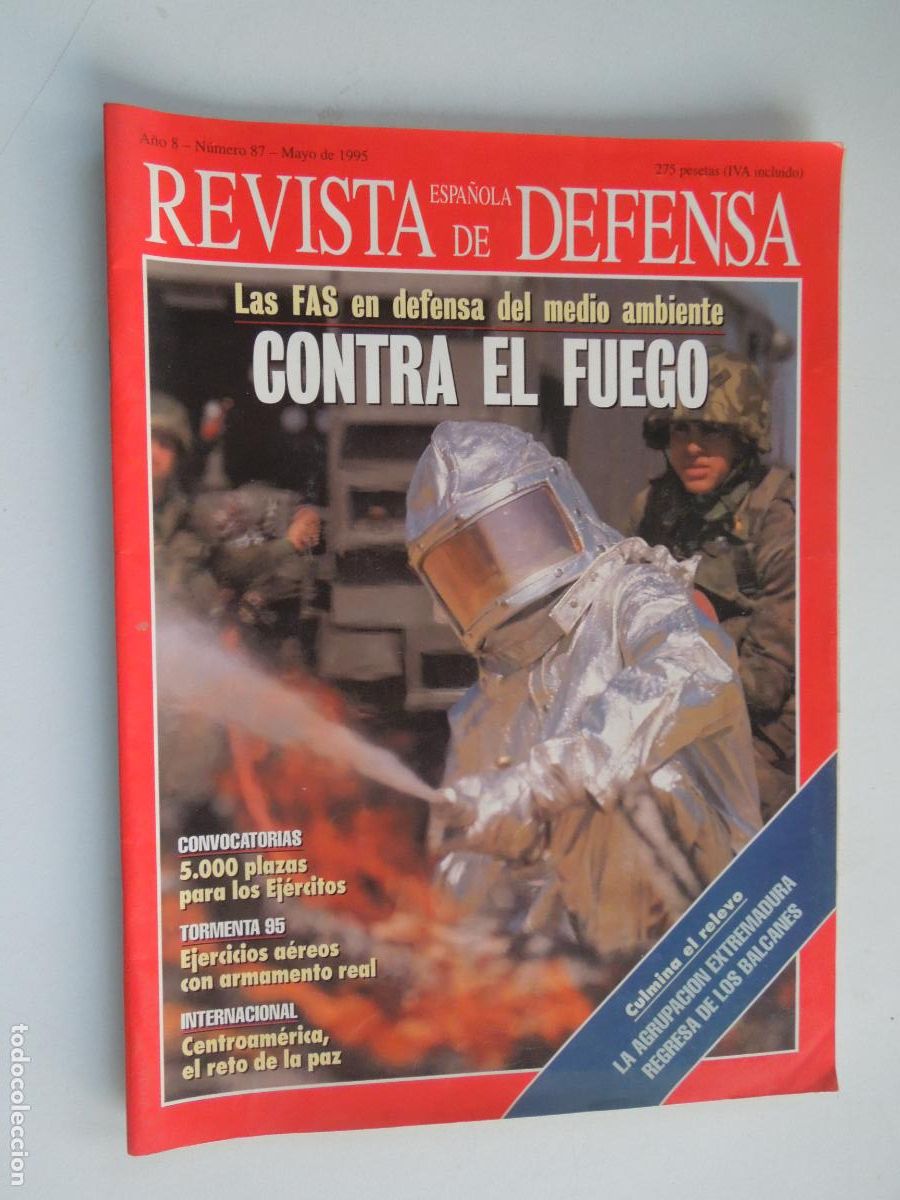 Año 8 – Número 87 – Mayo de 1995
275 pesetas (IVA incluido)
REVISTA ESPAÑOLA DE DEFENSA
Las FAS en defensa del medio ambiente
CONTRA EL FUEGO
CONVOCATORIAS
5.000 plazas
para los Ejércitos
TORMENTA 95
Ejercicios aéreos
con armamento real
INTERNACIONAL
Centroamérica,
el reto de la paz
Culmina el relevo
LA AGRUPACION EXTREMADURA
REGRESA DE LOS BALCANES
todocoleccion